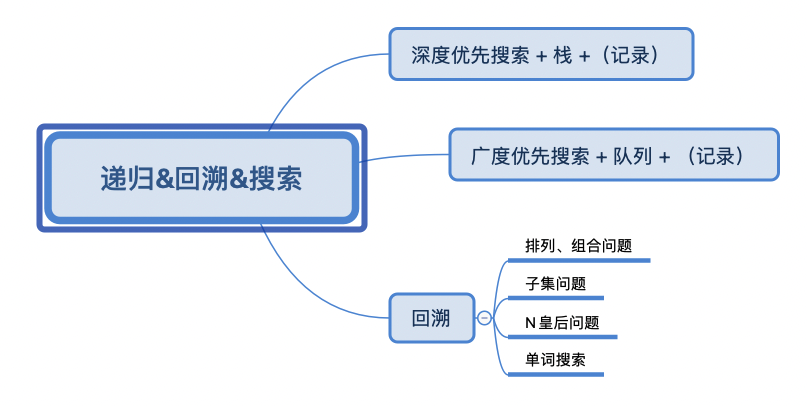 深度优先搜索 + 栈 +（记录）
递归&回溯&搜索
广度优先搜索 + 队列 + （记录）
回溯
排列、组合问题
子集问题
N 皇后问题
单词搜索